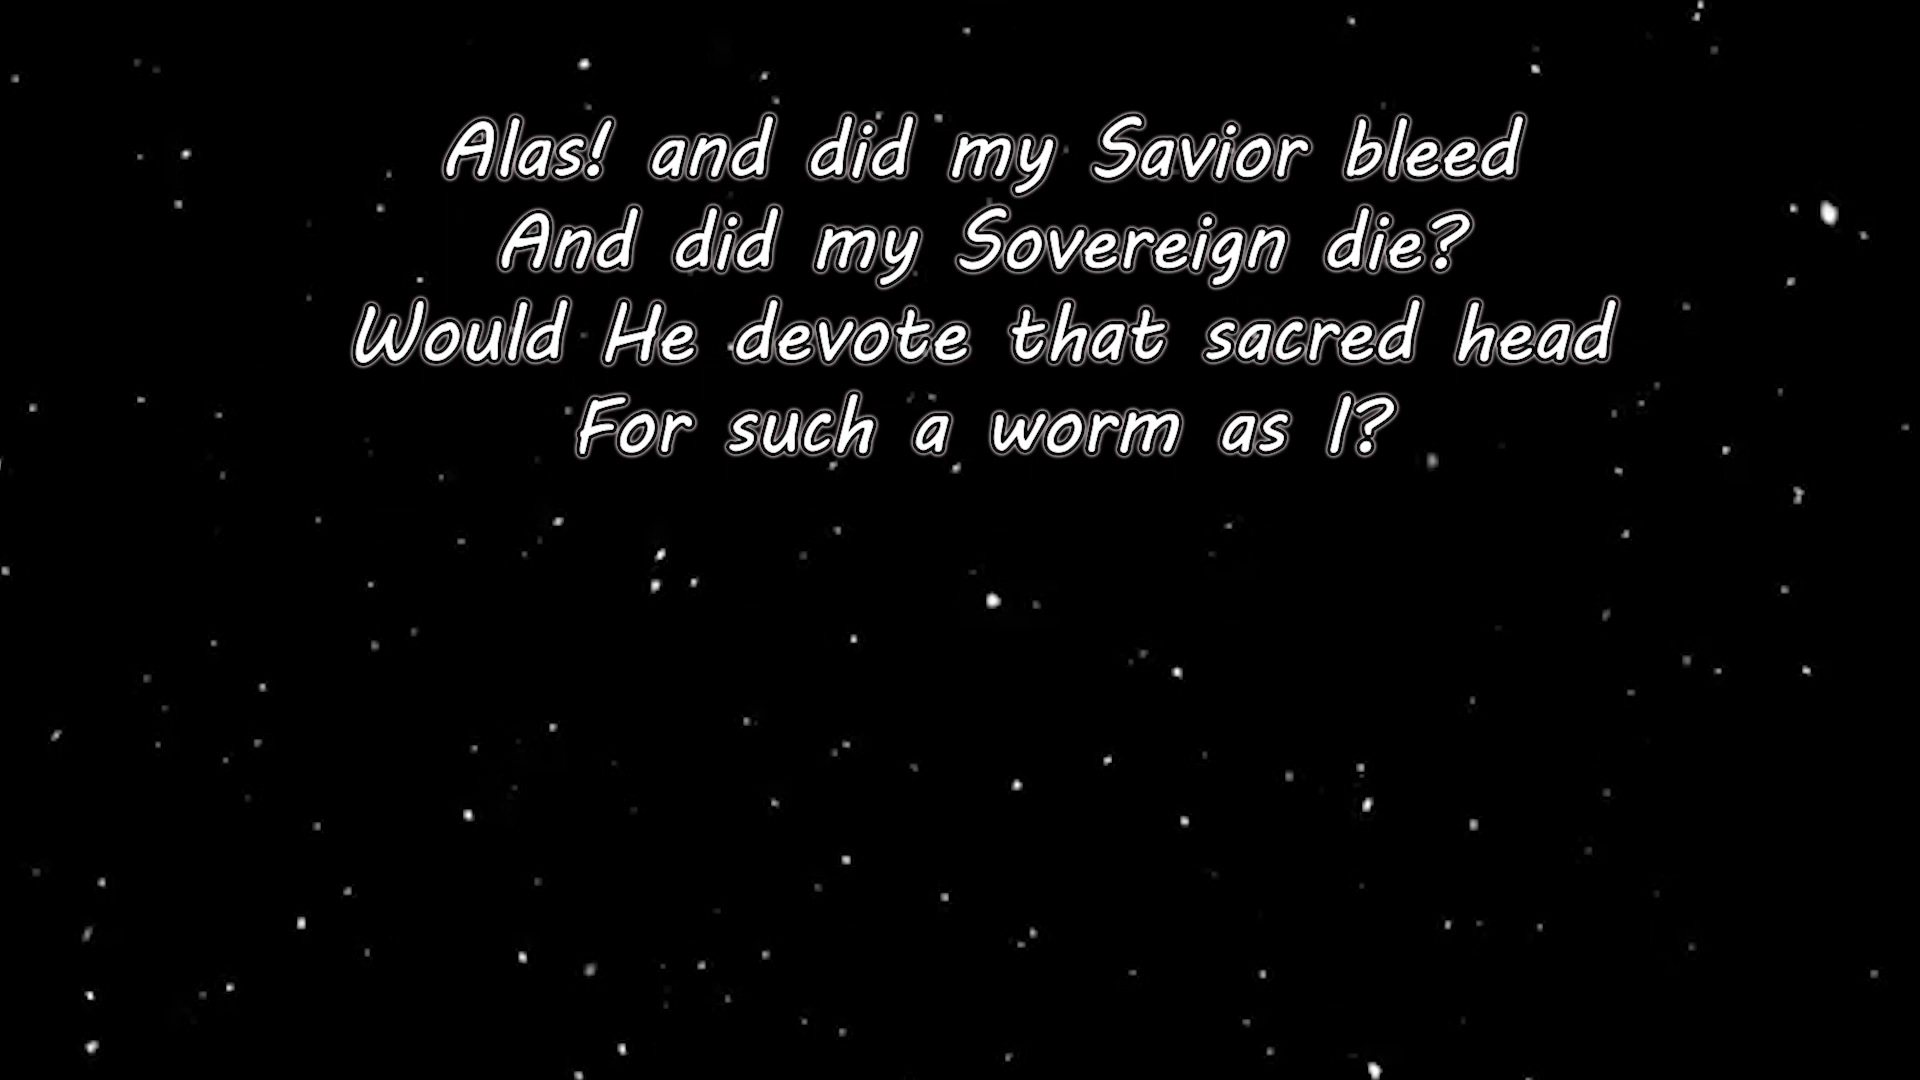 Alas! and did my Savior bleed
And did my Sovereign die?
Would He devote that sacred head
For such a worm as I?